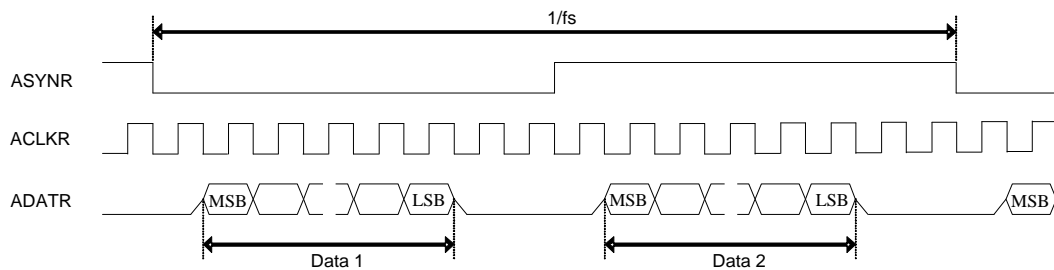 1/fs
ASYNR
ACLKR
ADATR MSB LSB MSB LSB MSB
Data 1 Data 2